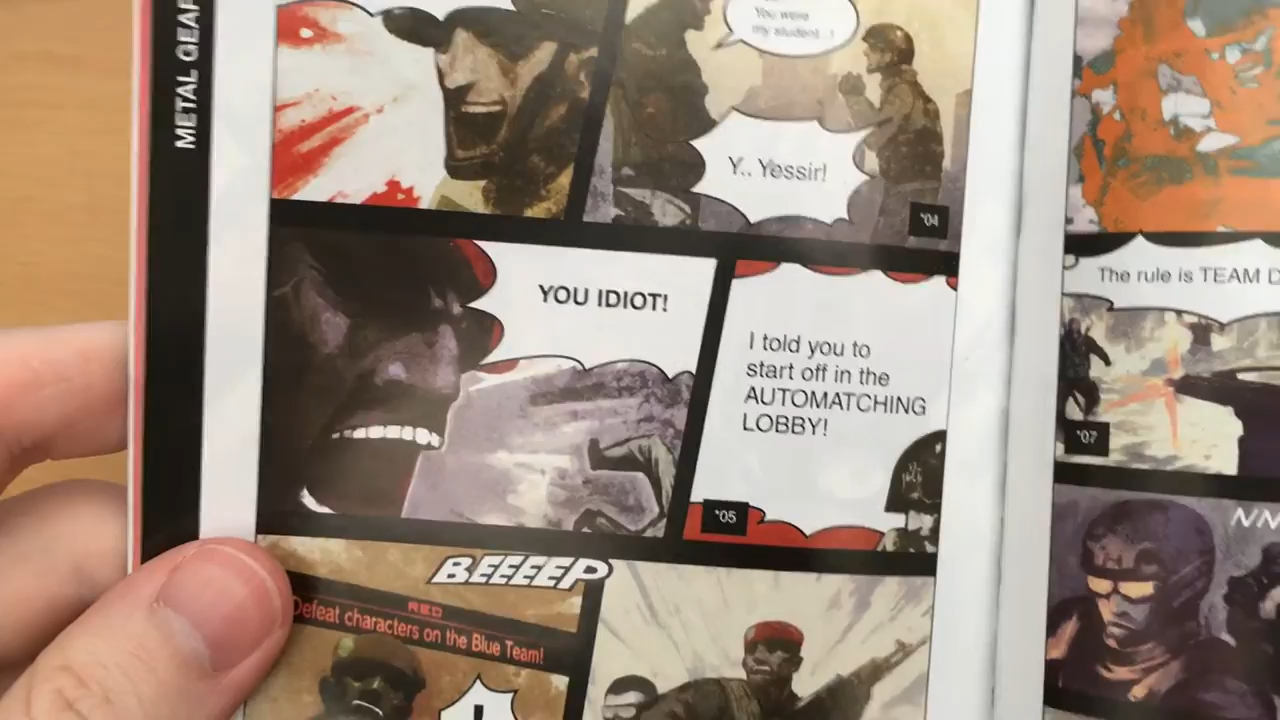 METAL GEAR
You were
my student...!
Y.. Yessir!
'04
YOU IDIOT!
I told you to
start off in the
AUTOMATCHING
LOBBY!
'05
BEEEEP
RED
Defeat characters on the Blue Team!
!
The rule is TEAM D
'07
NN